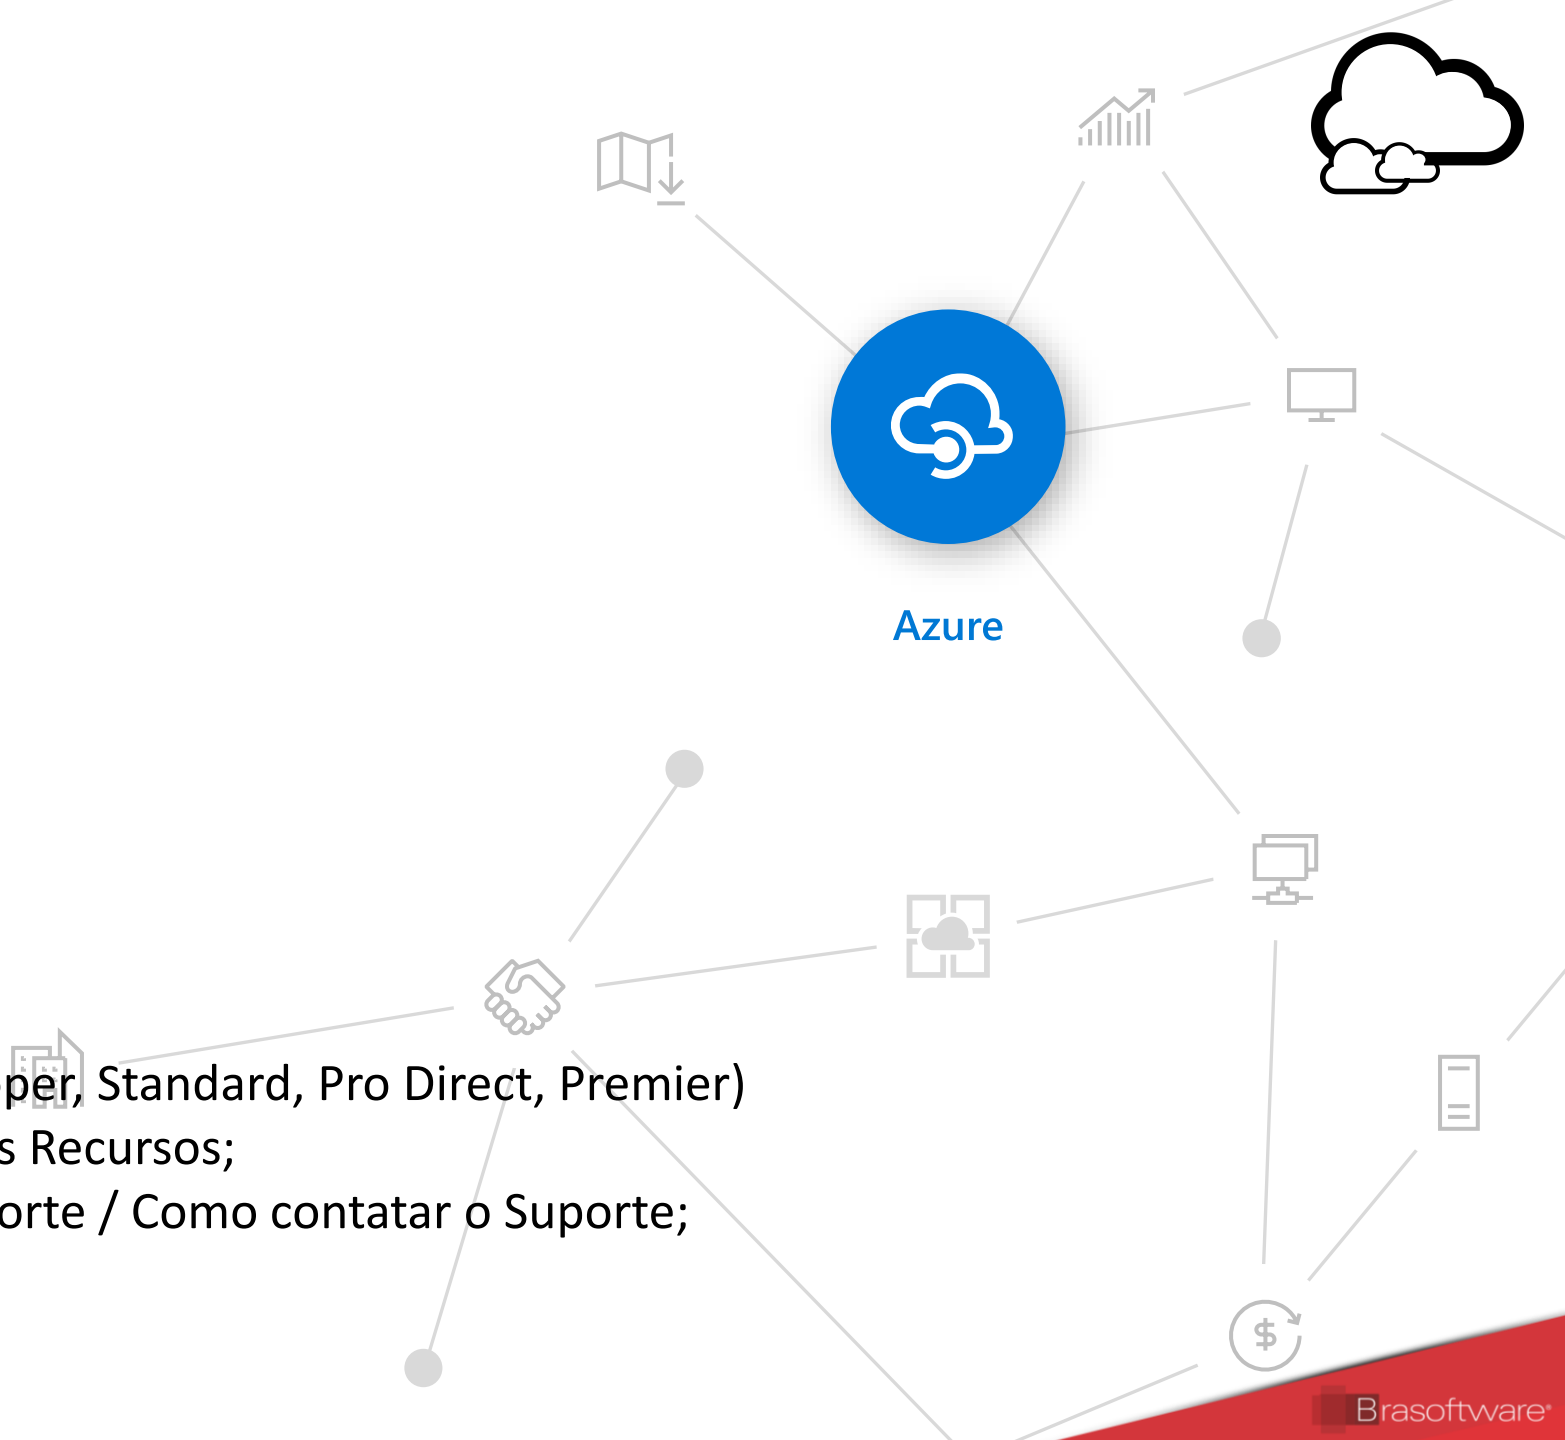 Azure
per, Standard, Pro Direct, Premier)
s Recursos;
orte / Como contatar o Suporte;
$
Brasoftware®